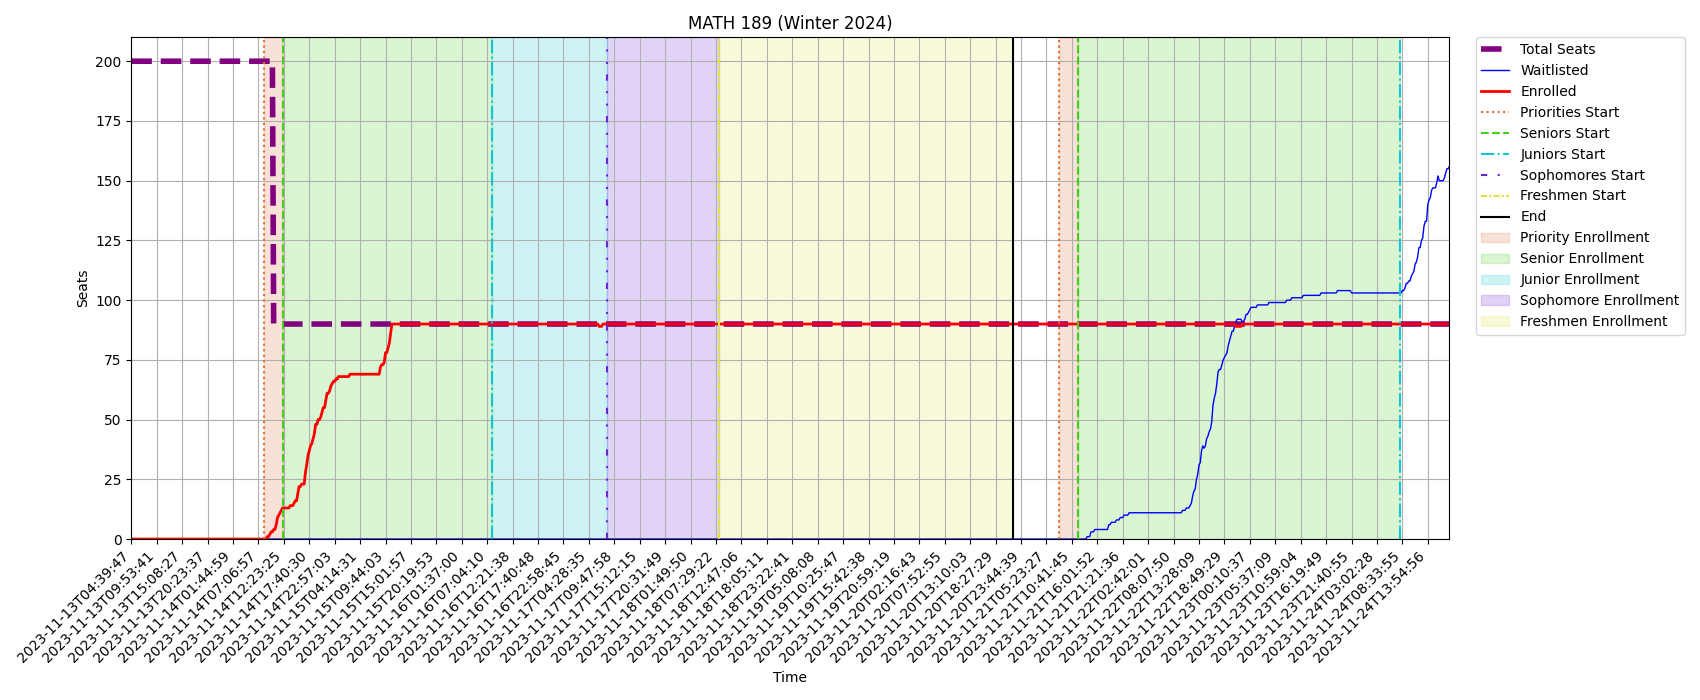 MATH 189 (Winter 2024)
Seats
200
175
150
125
100
75
50
25
0
2023-11-13T04:39:47
2023-11-13T09:53:41
2023-11-13T15:08:27
2023-11-13T20:23:37
2023-11-14T01:44:59
2023-11-14T07:06:57
2023-11-14T12:23:25
2023-11-14T17:40:30
2023-11-14T22:57:03
2023-11-15T04:14:31
2023-11-15T09:44:03
2023-11-15T15:01:57
2023-11-15T20:19:53
2023-11-16T01:37:00
2023-11-16T07:04:10
2023-11-16T12:21:38
2023-11-16T17:40:48
2023-11-16T22:58:45
2023-11-17T04:28:35
2023-11-17T09:47:58
2023-11-17T15:12:15
2023-11-17T20:31:49
2023-11-18T01:49:50
2023-11-18T07:29:22
2023-11-18T12:47:06
2023-11-18T18:05:11
2023-11-18T23:22:41
2023-11-19T05:08:08
2023-11-19T10:25:47
2023-11-19T15:42:38
2023-11-19T20:59:19
2023-11-20T02:16:43
2023-11-20T07:52:55
2023-11-20T13:10:03
2023-11-20T18:27:29
2023-11-20T23:44:39
2023-11-21T05:23:27
2023-11-21T10:41:45
2023-11-21T16:01:52
2023-11-21T21:21:36
2023-11-22T02:42:01
2023-11-22T08:07:50
2023-11-22T13:28:09
2023-11-22T18:49:29
2023-11-23T00:10:37
2023-11-23T05:37:09
2023-11-23T10:59:04
2023-11-23T16:19:49
2023-11-23T21:40:55
2023-11-24T03:02:28
2023-11-24T08:33:55
2023-11-24T13:54:56
Time
Total Seats
Waitlisted
Enrolled
Priorities Start
Seniors Start
Juniors Start
Sophomores Start
Freshmen Start
End
Priority Enrollment
Senior Enrollment
Junior Enrollment
Sophomore Enrollment
Freshmen Enrollment